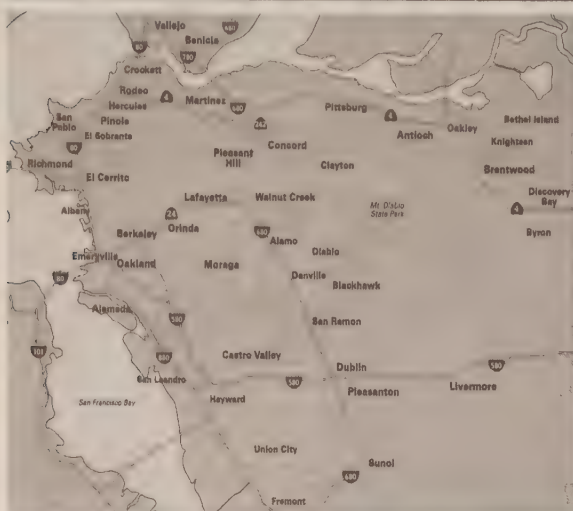 Vallejo
680
Benicia
80
780
Crockett
Rodeo
4
Martinez
Hercules
680
Pittsburg
4
San Pablo
Pinole
242
Antioch
Oakley
Bethel Island
El Sobrante
80
Concord
Knightsen
Richmond
Pleasant Hill
Clayton
Brentwood
El Cerrito
Discovery Bay
Lafayette
Walnut Creek
Mt. Diablo State Park
4
Albany
24
Berkeley
Orinda
680
Alamo
Byron
Diablo
Emeryville
Oakland
Moraga
Danville
80
Blackhawk
Alameda
580
San Ramon
101
880
Castro Valley
Dublin
580
San Leandro
580
Pleasanton
Livermore
San Francisco Bay
Hayward
Union City
Sunol
680
Fremont